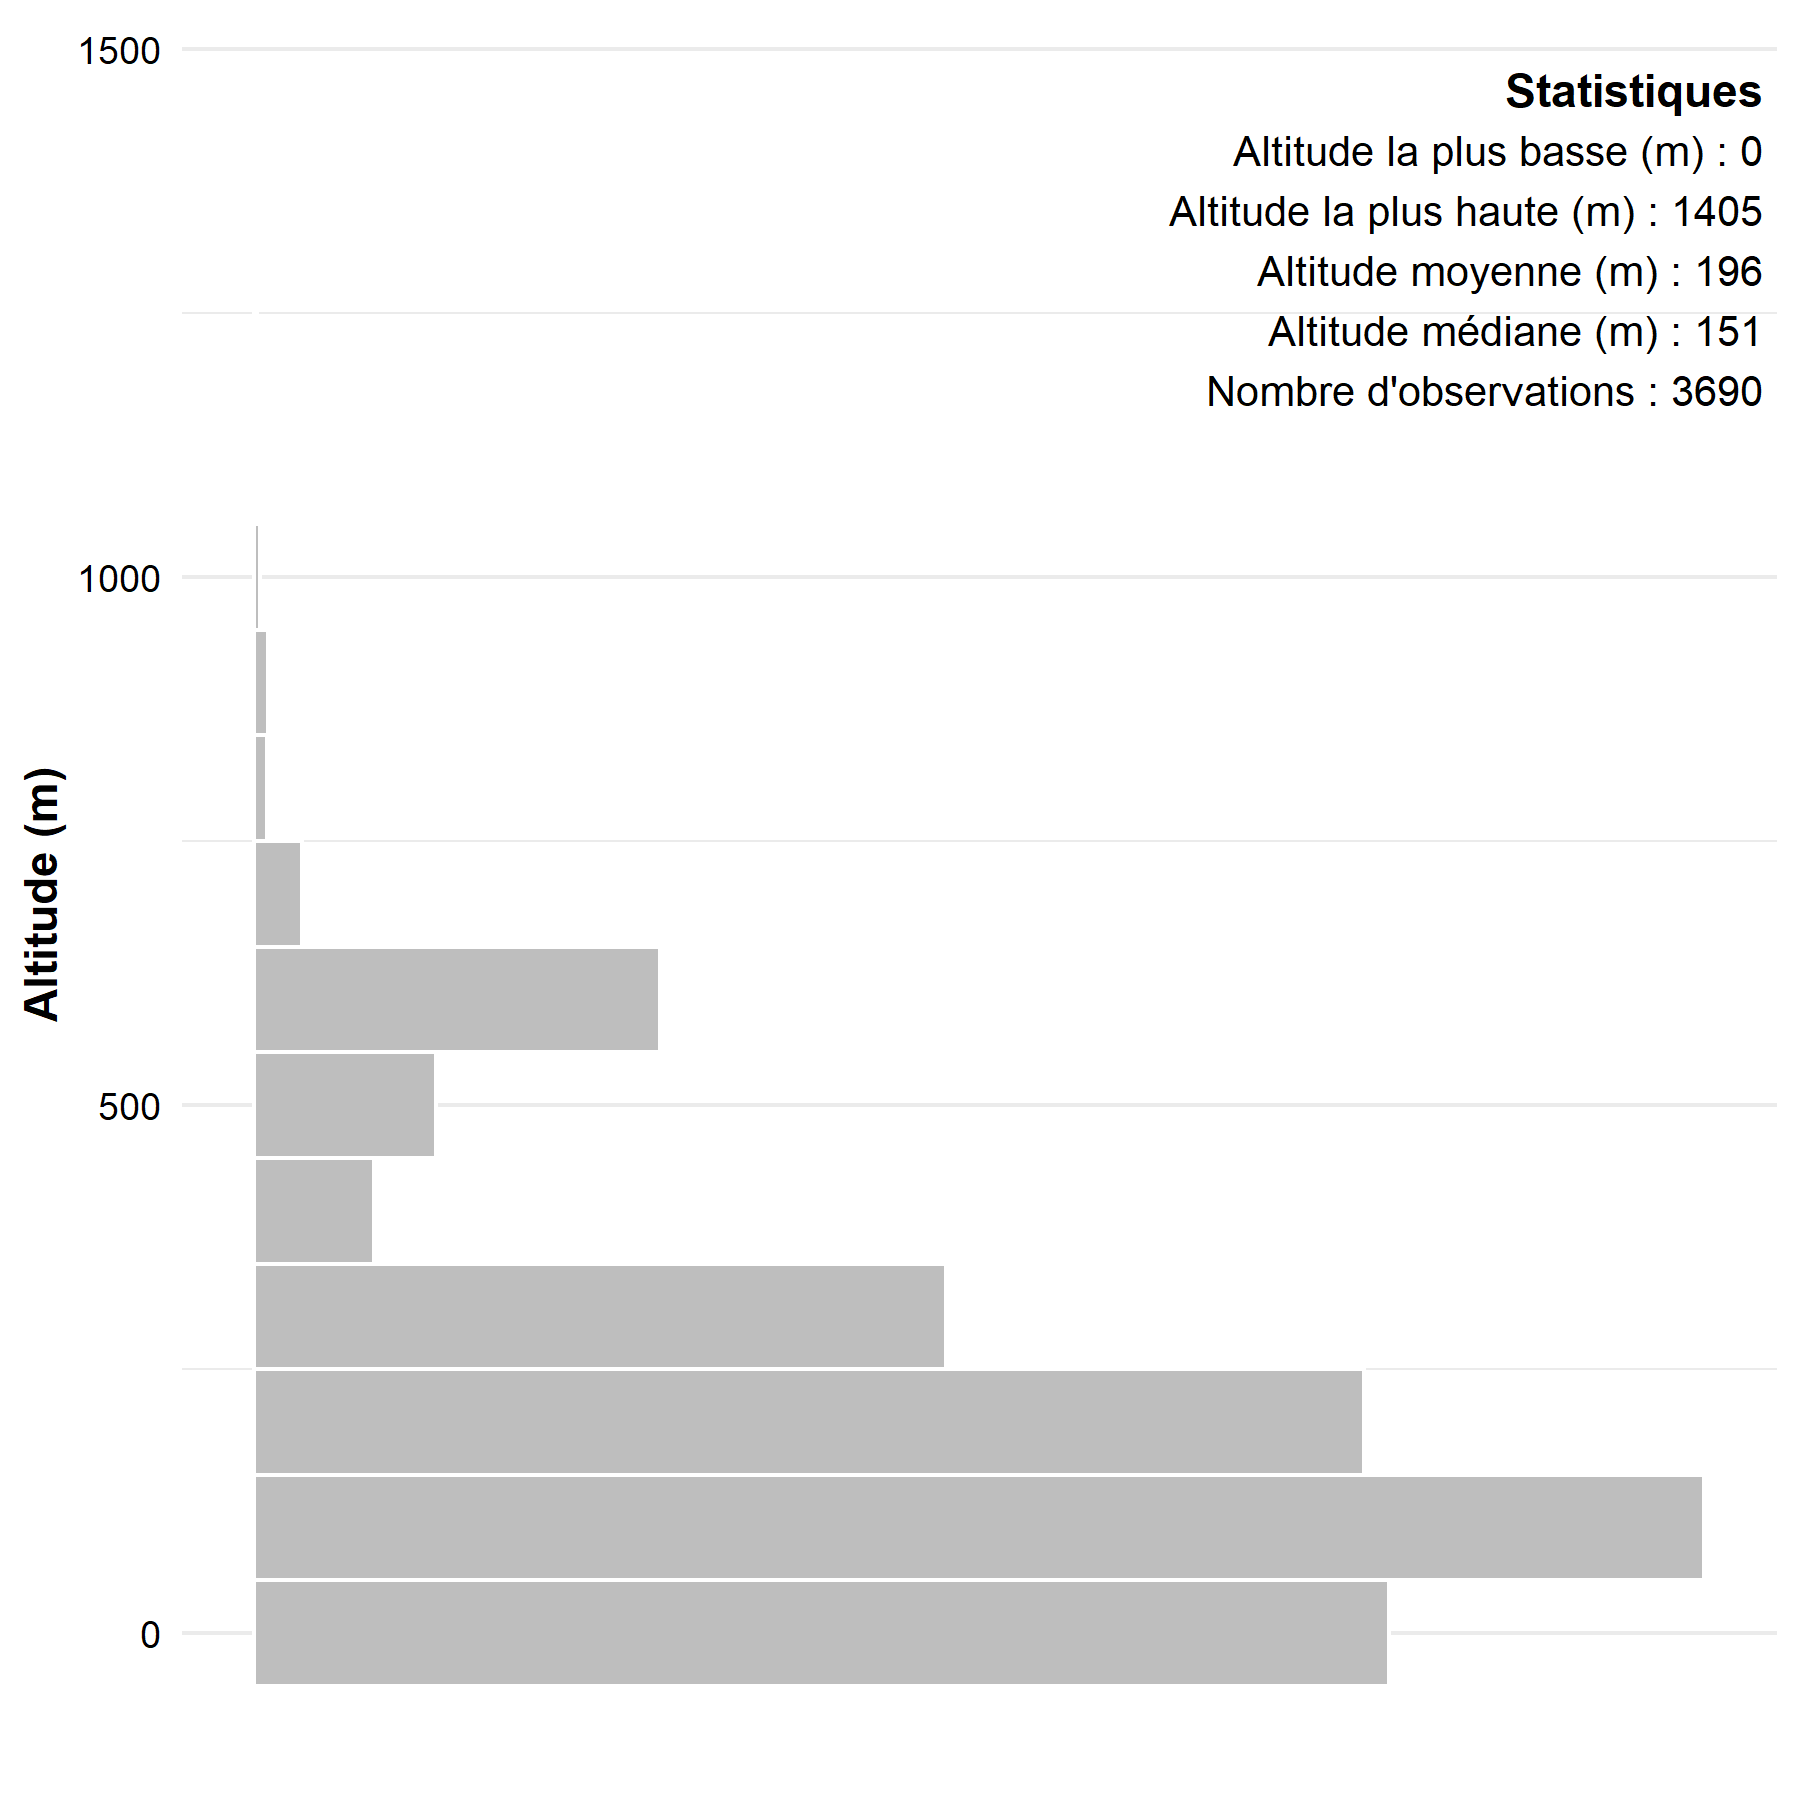 1500
Statistiques
Altitude la plus basse (m) : 0
Altitude la plus haute (m) : 1405
Altitude moyenne (m) : 196
Altitude médiane (m) : 151
Nombre d'observations : 3690
1000
Altitude (m)
500
0